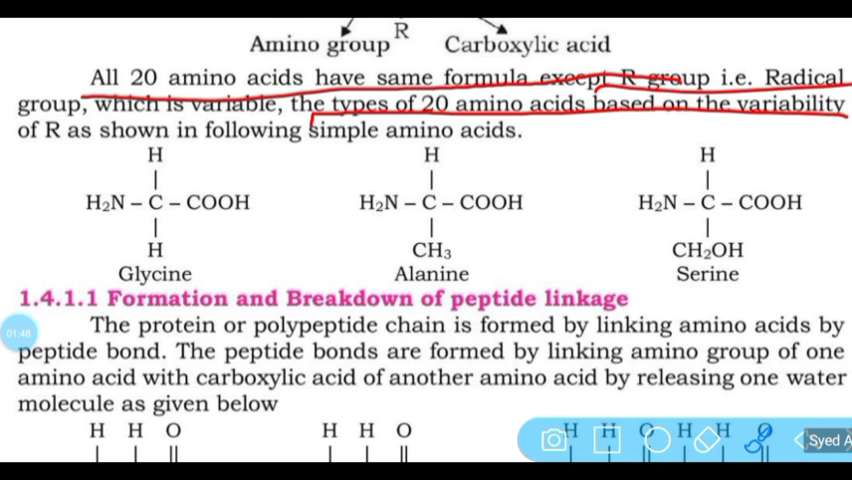 R
Amino group Carboxylic acid
All 20 amino acids have same formula except R group i.e. Radical
group, which is variable, the types of 20 amino acids based on the variability
of R as shown in following simple amino acids.
H H H
| | |
H₂N – C – COOH H₂N – C – COOH H₂N – C – COOH
| | |
H CH₃ CH₂OH
Glycine Alanine Serine
1.4.1.1 Formation and Breakdown of peptide linkage
The protein or polypeptide chain is formed by linking amino acids by
01:48
peptide bond. The peptide bonds are formed by linking amino group of one
amino acid with carboxylic acid of another amino acid by releasing one water
molecule as given below
H H O H H O H H O H H O
| | || | | || | | || | | ||
Syed A